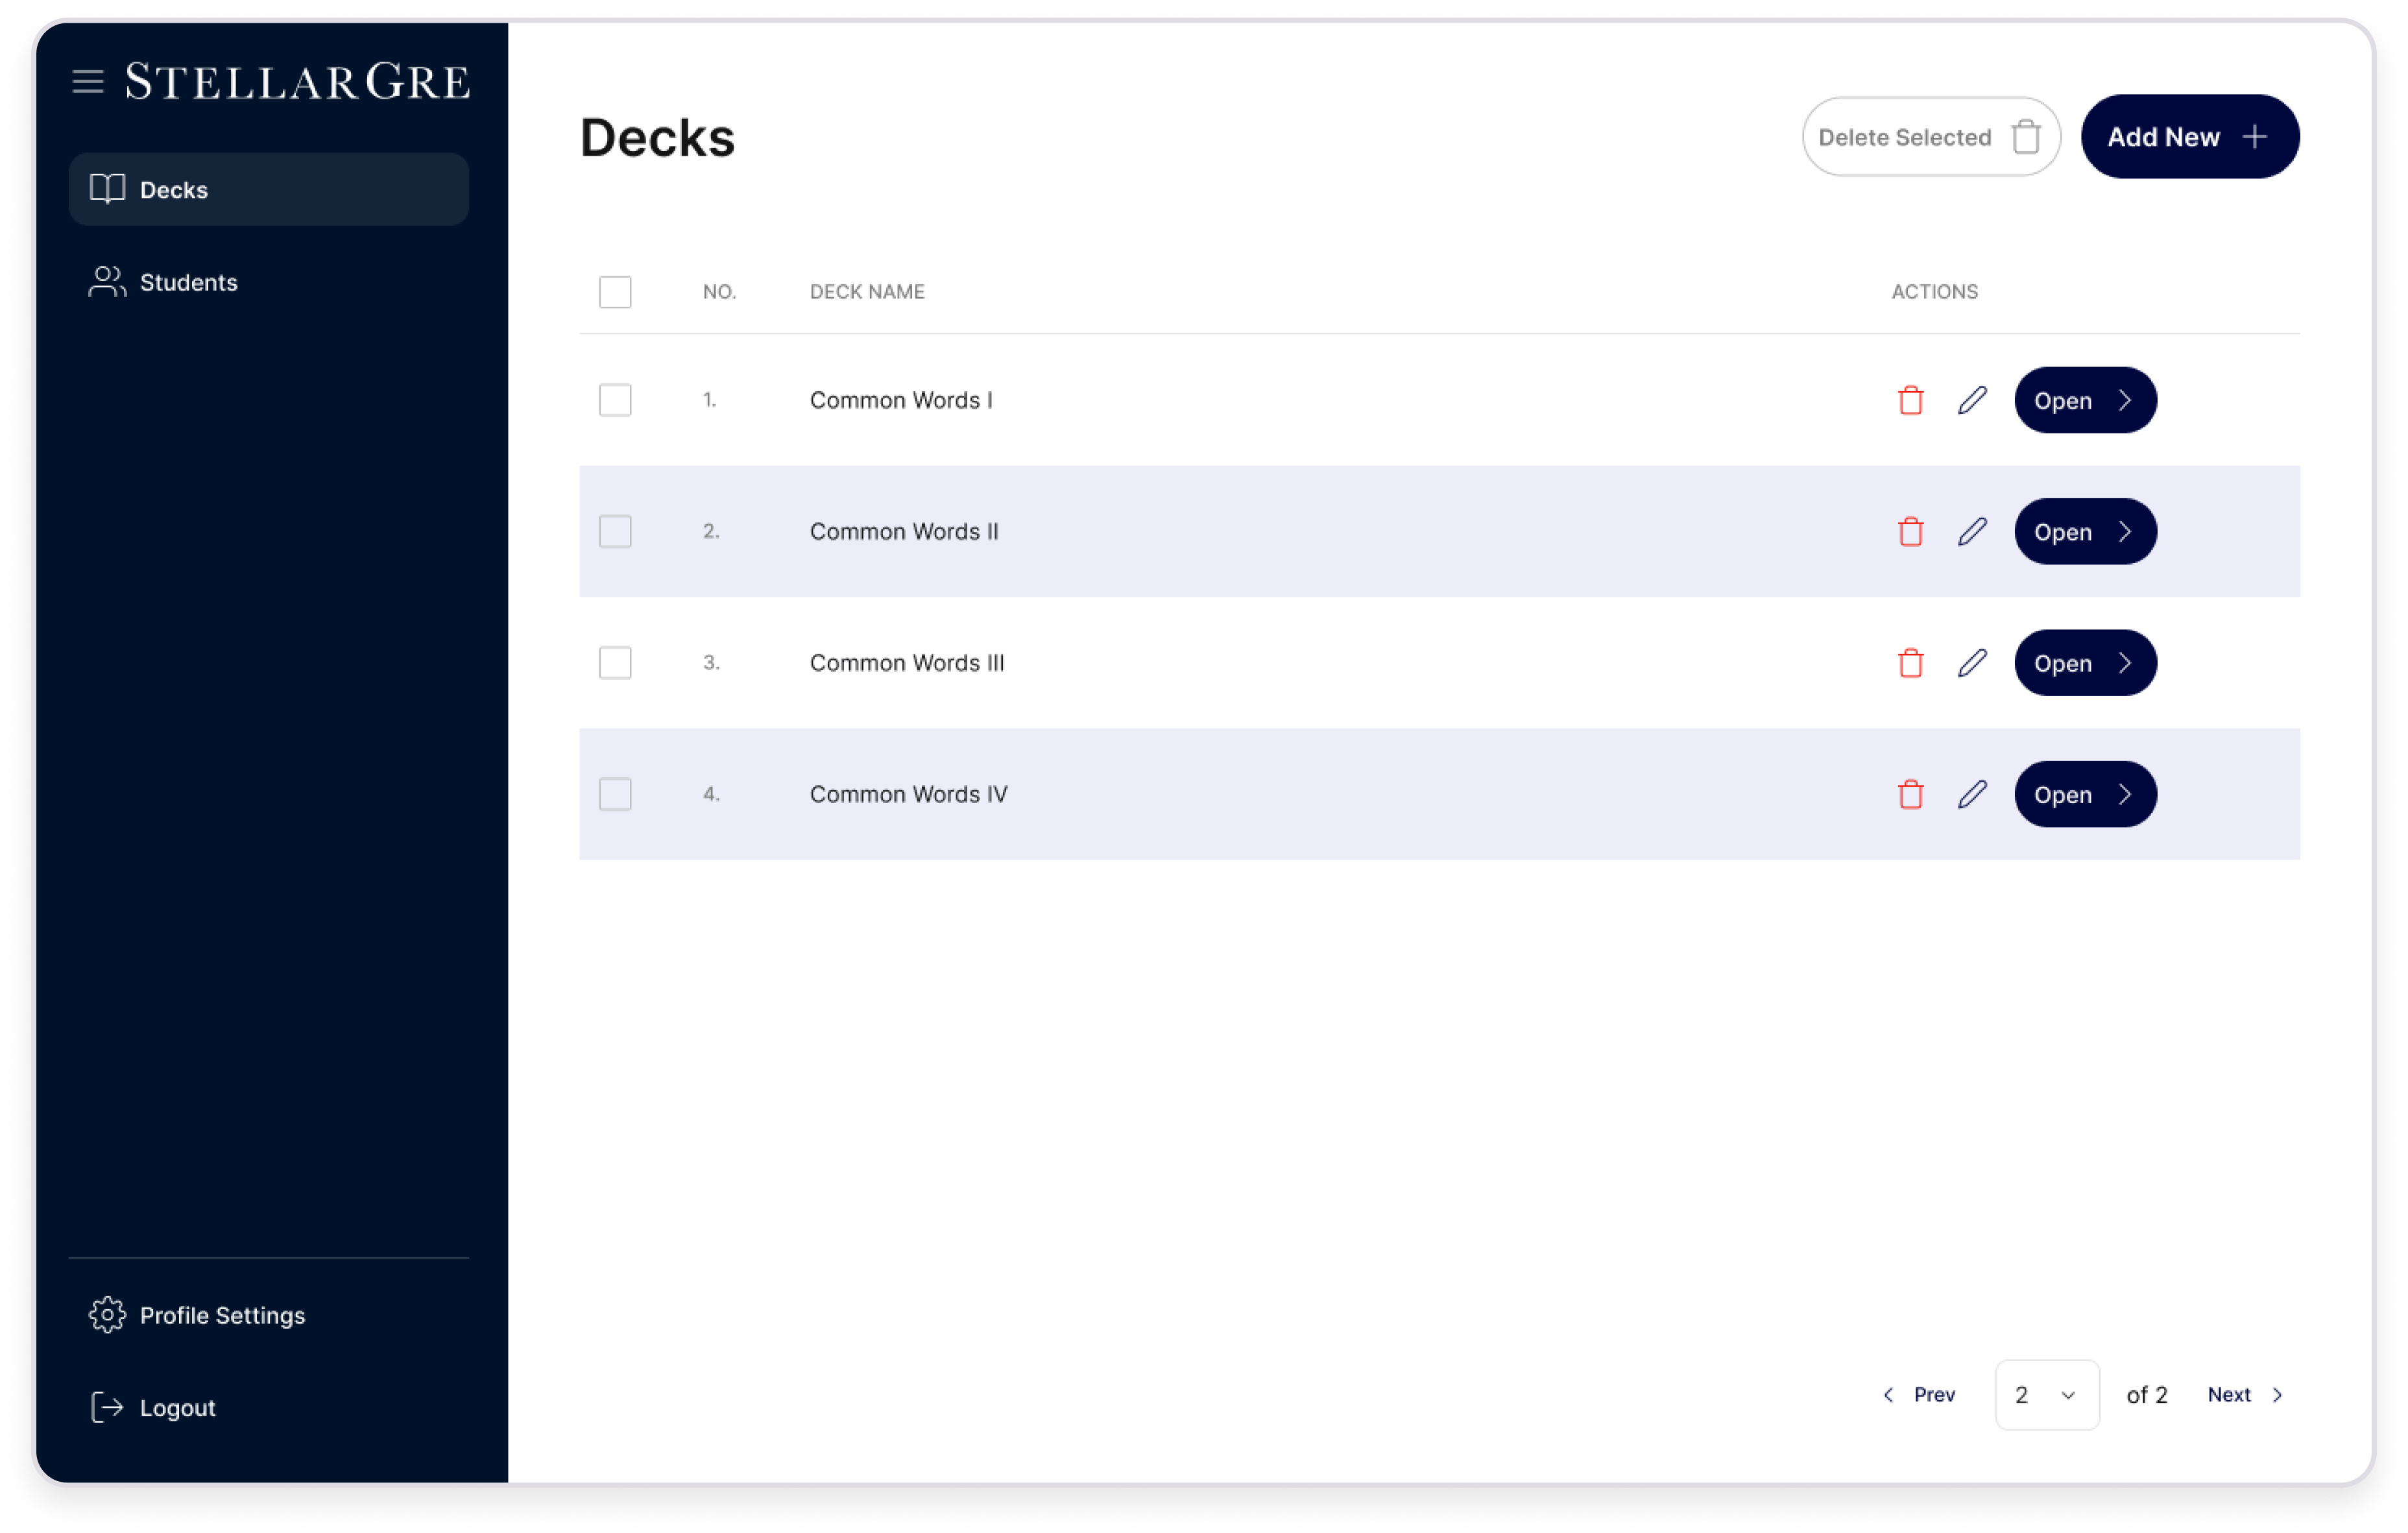 STELLARGRE
Decks
Students
Profile Settings
Logout
Decks
Delete Selected
Add New
NO. DECK NAME ACTIONS
1. Common Words I Open
2. Common Words II Open
3. Common Words III Open
4. Common Words IV Open
Prev 2 of 2 Next